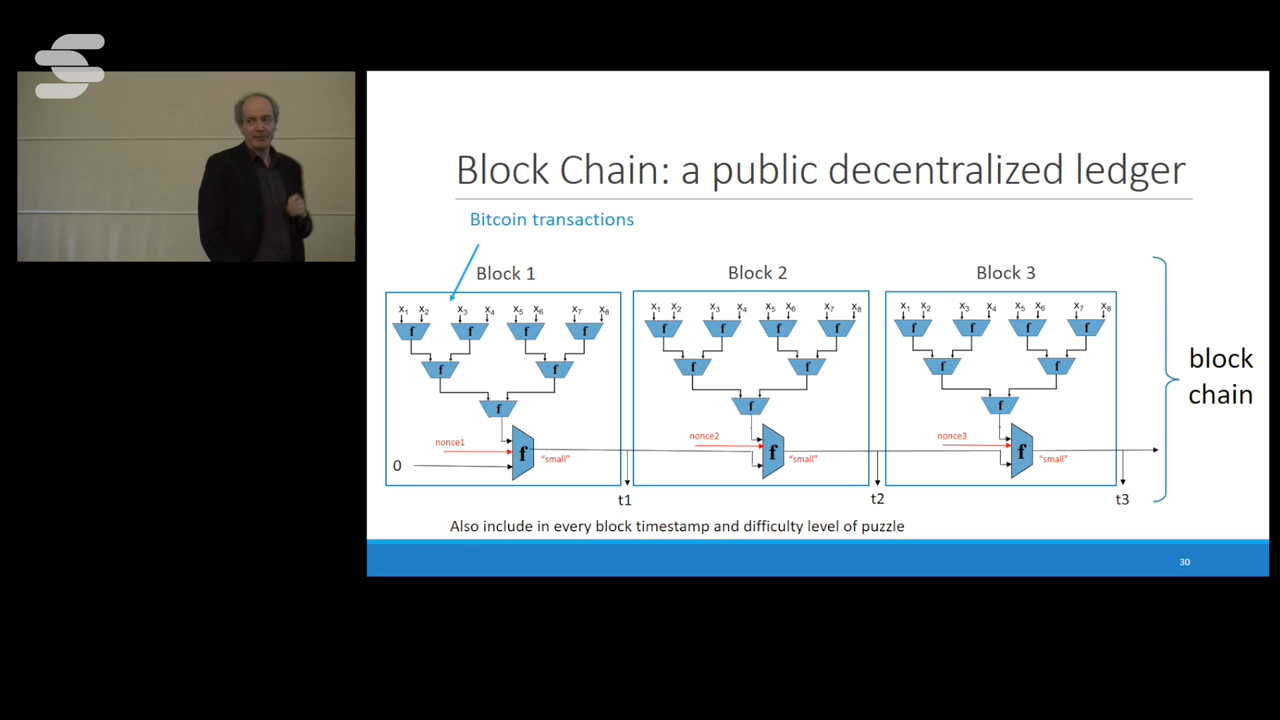 Block Chain: a public decentralized ledger
Bitcoin transactions
Block 1
Block 2
Block 3
x1 x2 x3 x4 x5 x6 x7 x8
x1 x2 x3 x4 x5 x6 x7 x8
x1 x2 x3 x4 x5 x6 x7 x8
f f f f
f f f f
f f f f
f f
f f
f f
f
f
f
block
chain
nonce1
nonce2
nonce3
0
f
f
f
"small"
"small"
"small"
t1
t2
t3
Also include in every block timestamp and difficulty level of puzzle
30